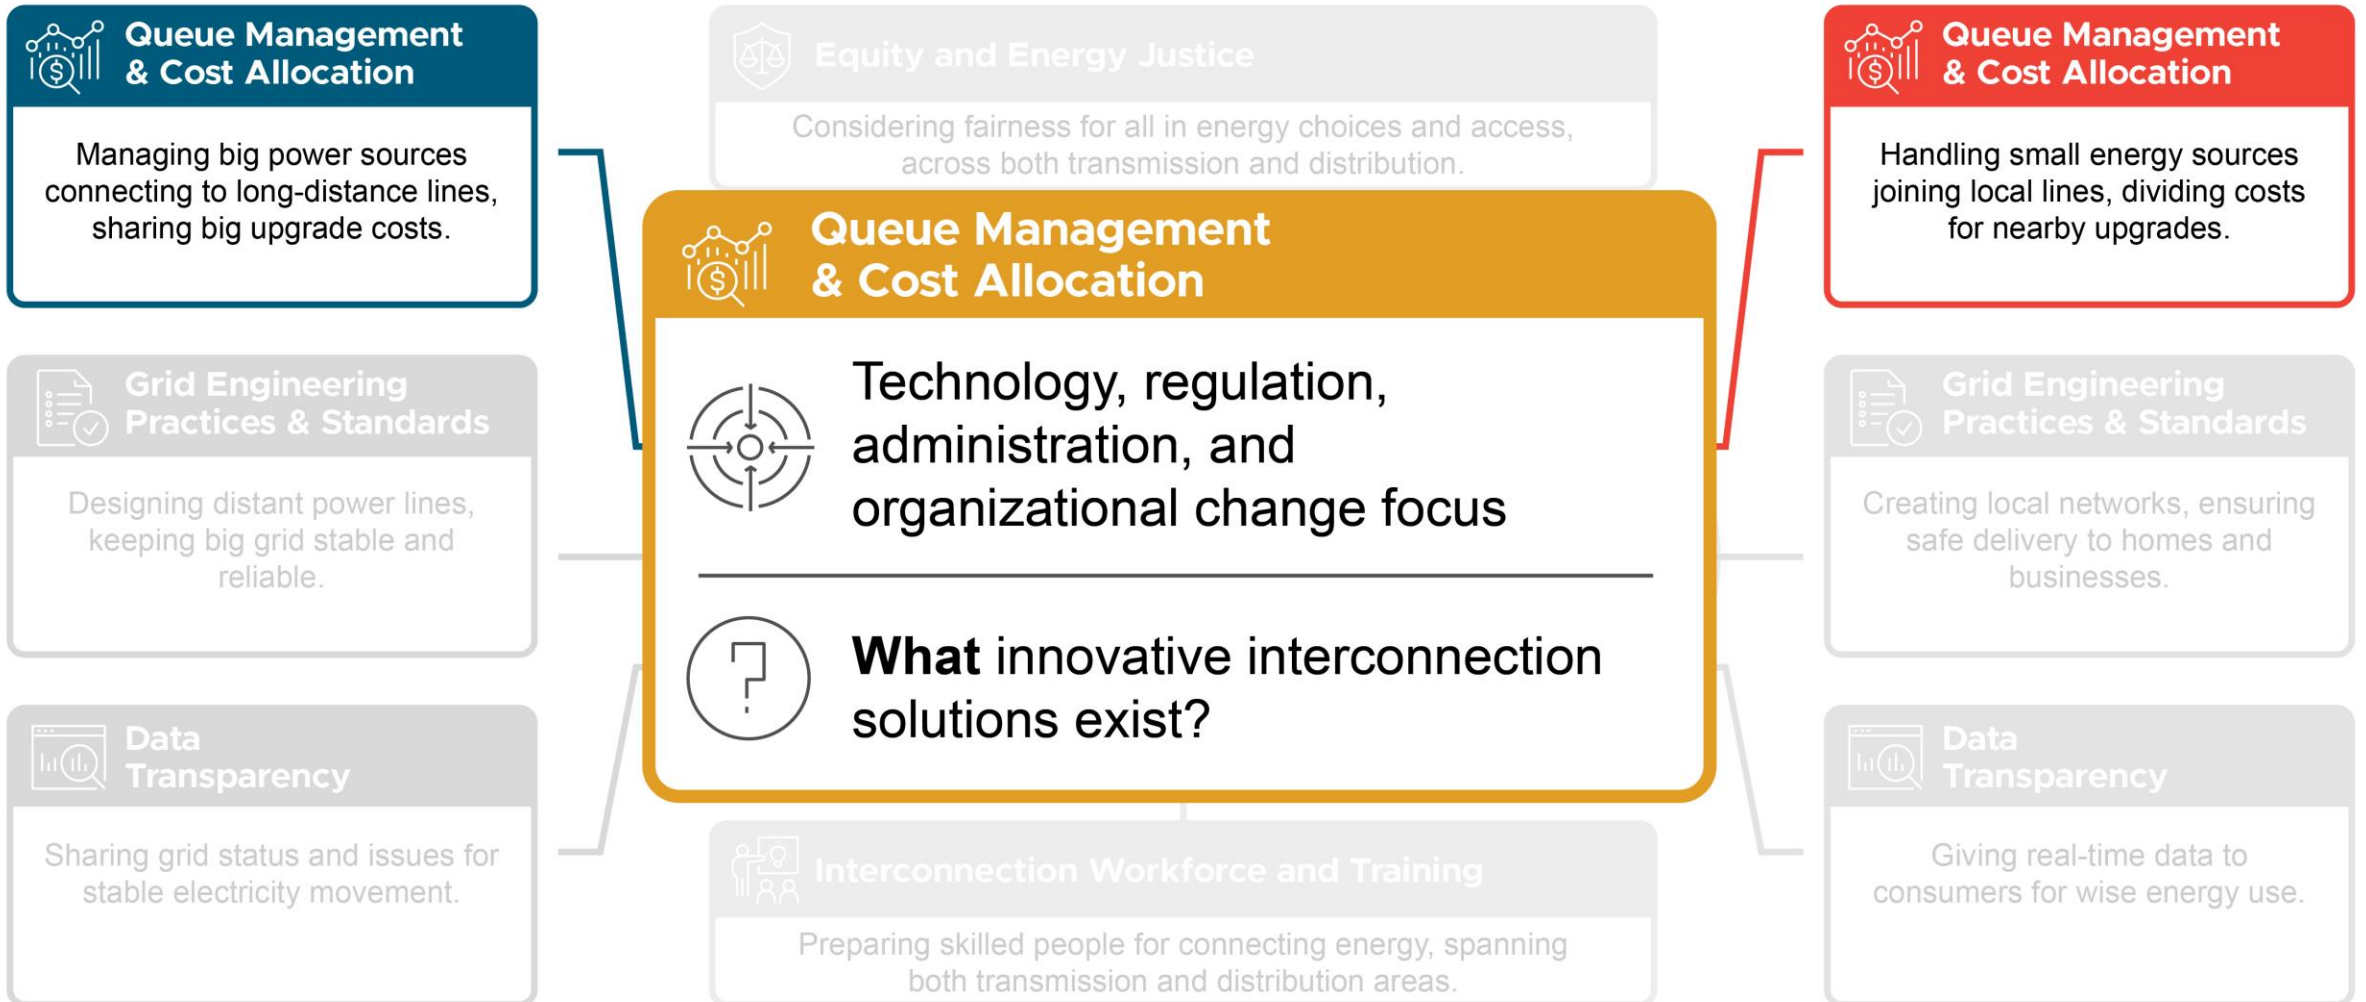 Queue Management
& Cost Allocation
Managing big power sources
connecting to long-distance lines,
sharing big upgrade costs.
Grid Engineering
Practices & Standards
Designing distant power lines,
keeping big grid stable and
reliable.
Data
Transparency
Sharing grid status and issues for
stable electricity movement.
Equity and Energy Justice
Considering fairness for all in energy choices and access,
across both transmission and distribution.
Queue Management
& Cost Allocation
Technology, regulation,
administration, and
organizational change focus
What innovative interconnection
solutions exist?
Interconnection Workforce and Training
Preparing skilled people for connecting energy, spanning
both transmission and distribution areas.
Queue Management
& Cost Allocation
Handling small energy sources
joining local lines, dividing costs
for nearby upgrades.
Grid Engineering
Practices & Standards
Creating local networks, ensuring
safe delivery to homes and
businesses.
Data
Transparency
Giving real-time data to
consumers for wise energy use.